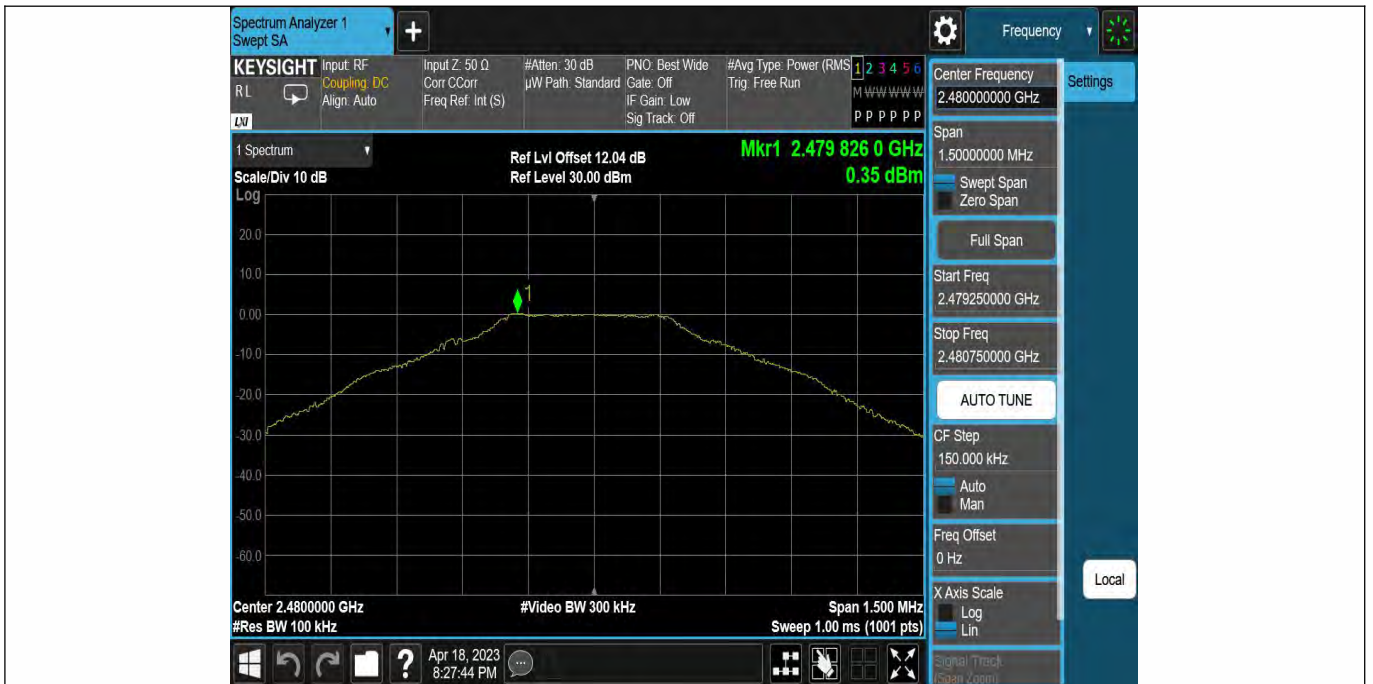 Spectrum Analyzer 1
Swept SA
Frequency
KEYSIGHT
RL
LXI
Input: RF
Coupling: DC
Align: Auto
Input Z: 50 Ω
Corr CCorr
Freq Ref: Int (S)
#Atten: 30 dB
µW Path: Standard
PNO: Best Wide
Gate: Off
IF Gain: Low
Sig Track: Off
#Avg Type: Power (RMS
Trig: Free Run
1 2 3 4 5 6
M W W W W W
P P P P P P
Center Frequency
2.480000000 GHz
Settings
Span
1.50000000 MHz
Swept Span
Zero Span
Full Span
Start Freq
2.479250000 GHz
Stop Freq
2.480750000 GHz
AUTO TUNE
CF Step
150.000 kHz
Auto
Man
Freq Offset
0 Hz
X Axis Scale
Log
Lin
Signal Track
(Span Zoom)
Local
1 Spectrum
Scale/Div 10 dB
Ref Lvl Offset 12.04 dB
Ref Level 30.00 dBm
Mkr1 2.479 826 0 GHz
0.35 dBm
Log
20.0
10.0
0.00
-10.0
-20.0
-30.0
-40.0
-50.0
-60.0
1
Center 2.4800000 GHz
#Res BW 100 kHz
#Video BW 300 kHz
Span 1.500 MHz
Sweep 1.00 ms (1001 pts)
Apr 18, 2023
8:27:44 PM